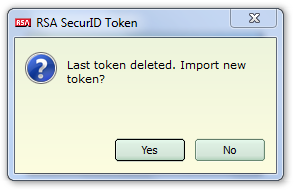 RSA RSA SecurID Token
Last token deleted. Import new
token?
Yes No